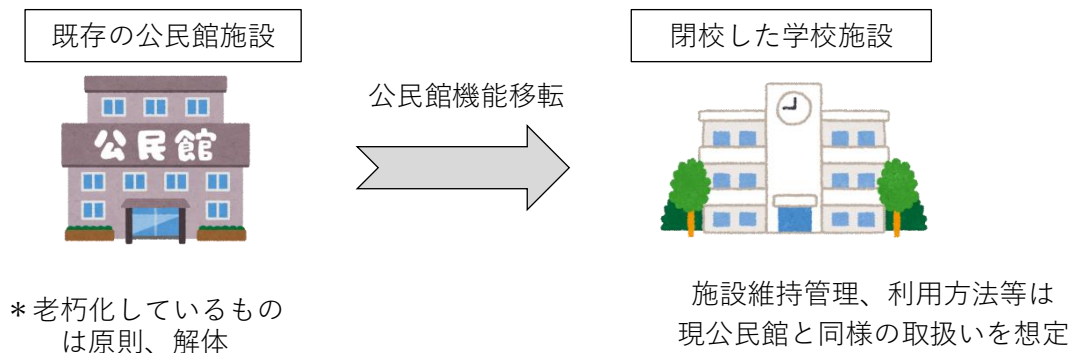 既存の公民館施設
閉校した学校施設
公民館機能移転
公民館
＊老朽化しているもの
は原則、解体
施設維持管理、利用方法等は
現公民館と同様の取扱いを想定